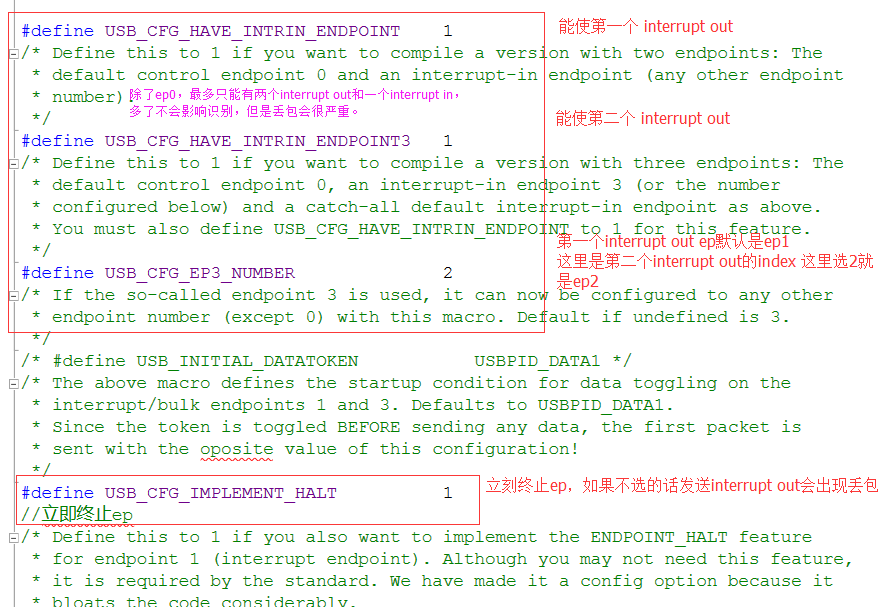 #define USB_CFG_HAVE_INTRIN_ENDPOINT 1
能使第一个 interrupt out
/* Define this to 1 if you want to compile a version with two endpoints: The
* default control endpoint 0 and an interrupt-in endpoint (any other endpoint
* number)
除了ep0，最多只能有两个interrupt out和一个interrupt in，
多了不会影响识别，但是丢包会很严重。
*/
能使第二个 interrupt out
#define USB_CFG_HAVE_INTRIN_ENDPOINT3 1
/* Define this to 1 if you want to compile a version with three endpoints: The
* default control endpoint 0, an interrupt-in endpoint 3 (or the number
* configured below) and a catch-all default interrupt-in endpoint as above.
* You must also define USB_CFG_HAVE_INTRIN_ENDPOINT to 1 for this feature.
*/
第一个interrupt out ep默认是ep1
这里是第二个interrupt out的index 这里选2就
是ep2
#define USB_CFG_EP3_NUMBER 2
/* If the so-called endpoint 3 is used, it can now be configured to any other
* endpoint number (except 0) with this macro. Default if undefined is 3.
*/
/* #define USB_INITIAL_DATATOKEN USBPID_DATA1 */
/* The above macro defines the startup condition for data toggling on the
* interrupt/bulk endpoints 1 and 3. Defaults to USBPID_DATA1.
* Since the token is toggled BEFORE sending any data, the first packet is
* sent with the oposite value of this configuration!
*/
#define USB_CFG_IMPLEMENT_HALT 1
立刻终止ep，如果不选的话发送interrupt out会出现丢包
//立即终止ep
/* Define this to 1 if you also want to implement the ENDPOINT_HALT feature
* for endpoint 1 (interrupt endpoint). Although you may not need this feature,
* it is required by the standard. We have made it a config option because it
* bloats the code considerably.